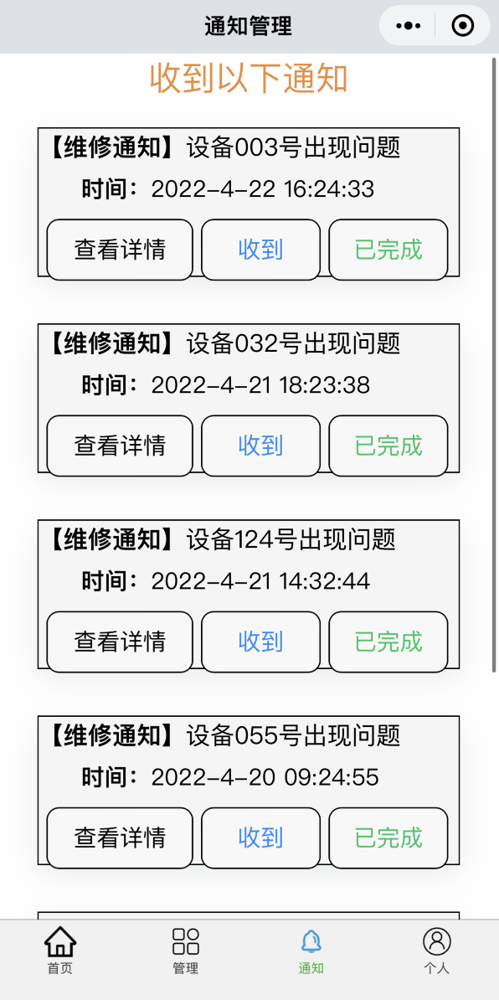 通知管理
收到以下通知
【维修通知】设备003号出现问题
时间：2022-4-22 16:24:33
查看详情 收到 已完成
【维修通知】设备032号出现问题
时间：2022-4-21 18:23:38
查看详情 收到 已完成
【维修通知】设备124号出现问题
时间：2022-4-21 14:32:44
查看详情 收到 已完成
【维修通知】设备055号出现问题
时间：2022-4-20 09:24:55
查看详情 收到 已完成
首页 管理 通知 个人